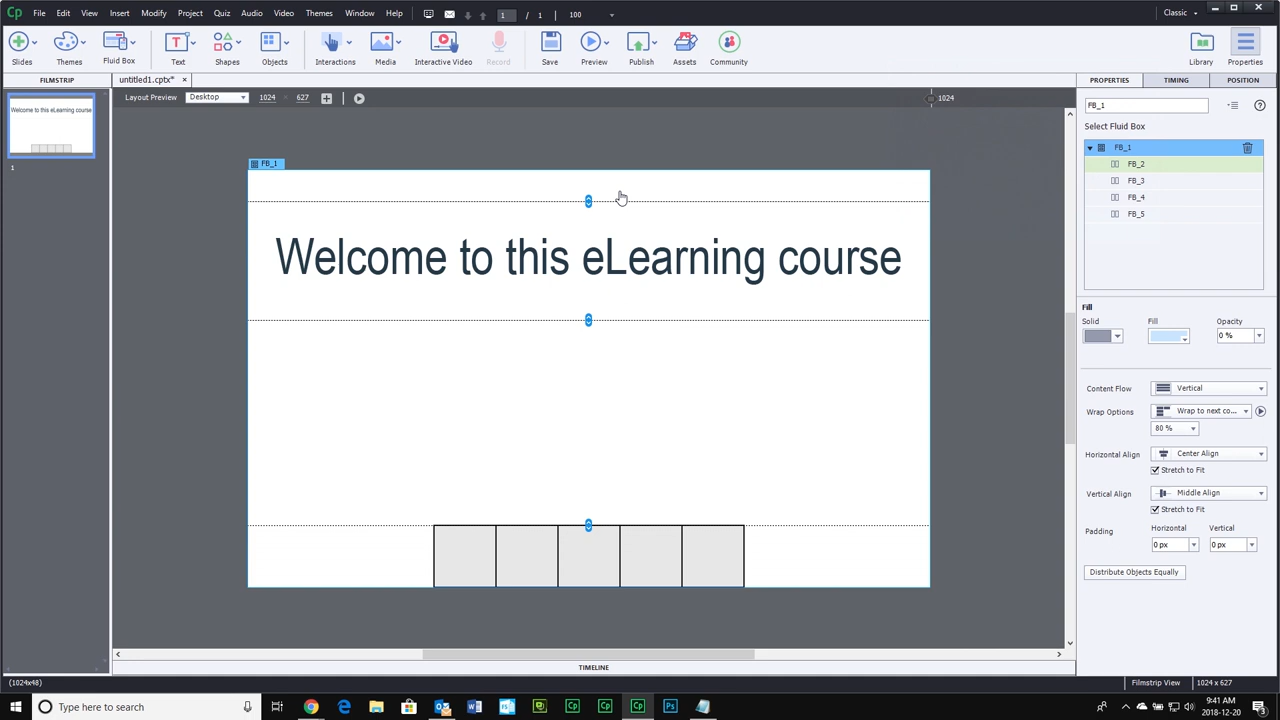 Cp File Edit View Insert Modify Project Quiz Audio Video Themes Window Help 1 / 1 100 Classic
Slides Themes Fluid Box Text Shapes Objects Interactions Media Interactive Video Record Save Preview Publish Assets Community Library Properties
FILMSTRIP untitled1.cptx* × PROPERTIES TIMING POSITION
Layout Preview Desktop 1024 × 627 1024
Welcome to this eLearning course
1
FB_1
Welcome to this eLearning course
FB_1
Select Fluid Box
FB_1
FB_2
FB_3
FB_4
FB_5
Fill
Solid Fill Opacity
0 %
Content Flow Vertical
Wrap Options Wrap to next co...
80 %
Horizontal Align Center Align
Stretch to Fit
Vertical Align Middle Align
Stretch to Fit
Padding Horizontal Vertical
0 px 0 px
Distribute Objects Equally
TIMELINE
(1024x48) Filmstrip View 1024 x 627
Type here to search
9:41 AM
2018-12-20